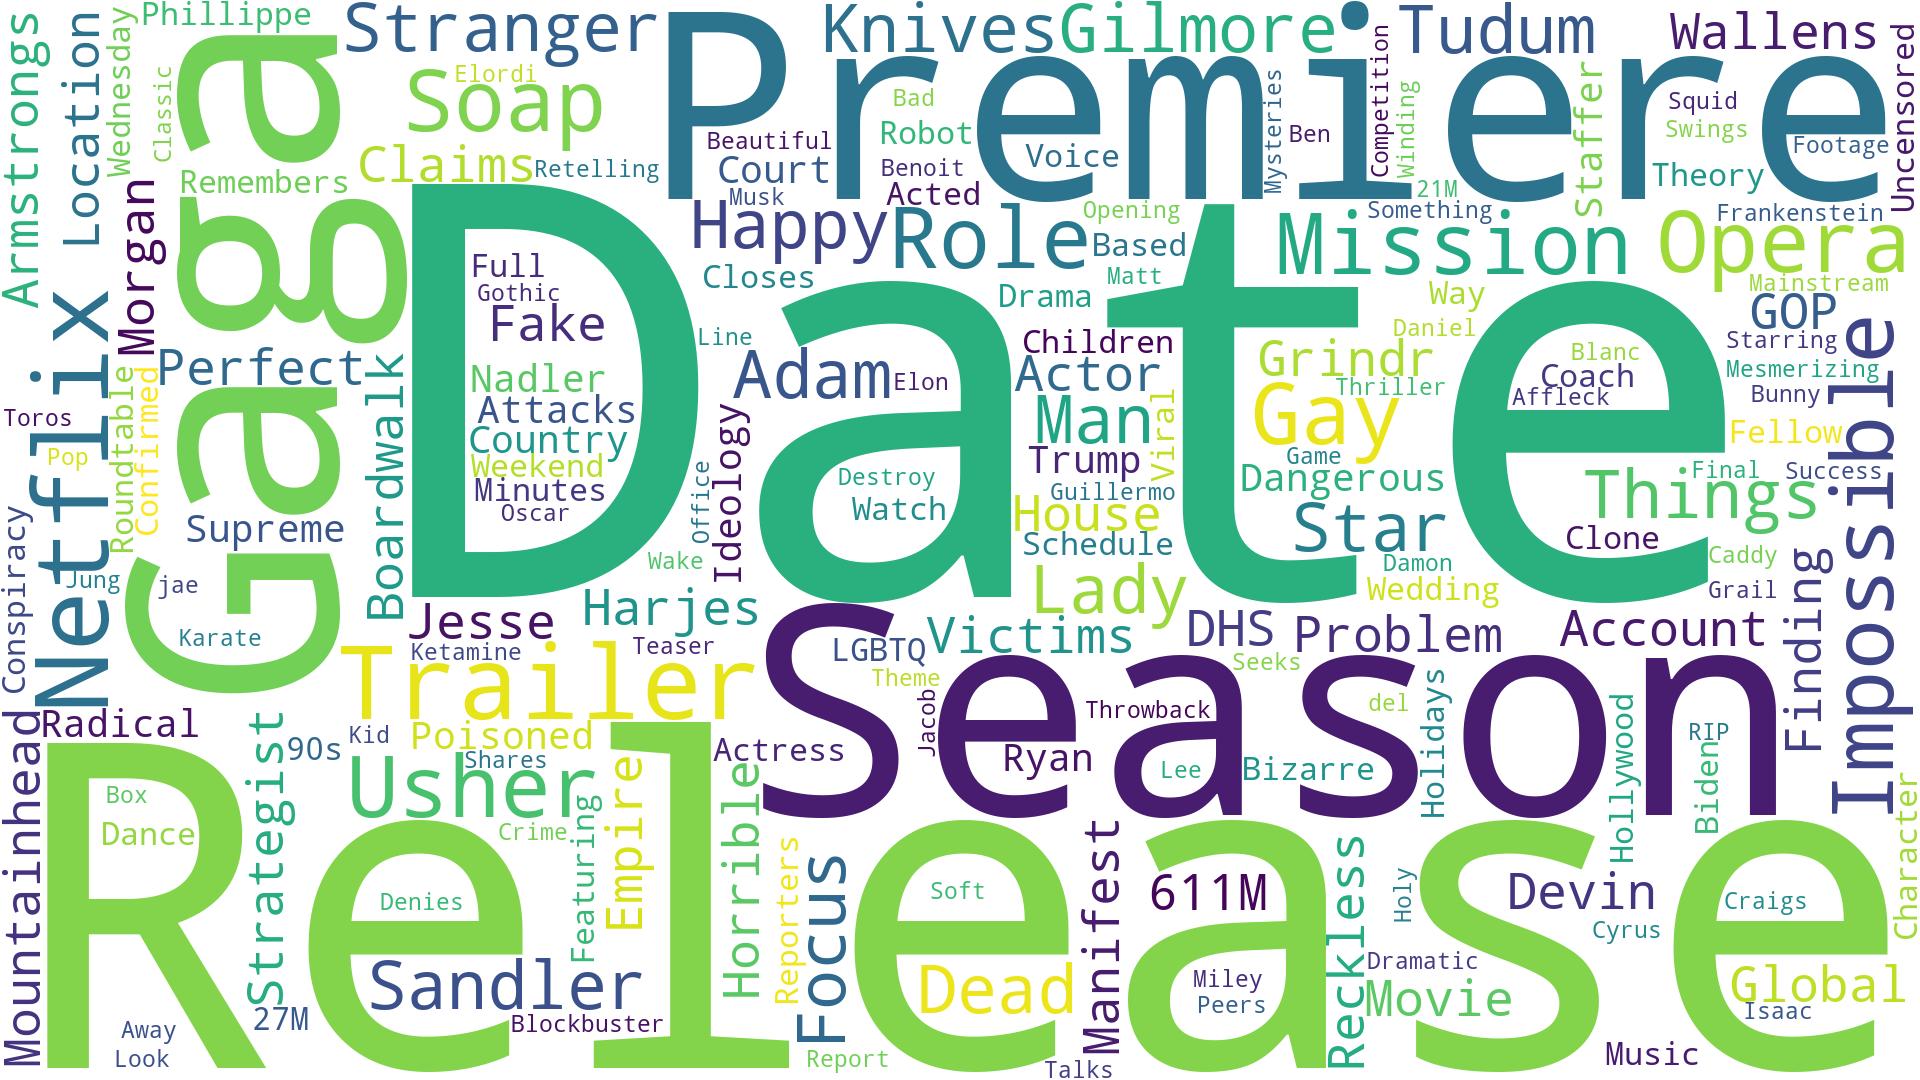 Phillippe
Stranger
Premiere
Knives
Gilmore
Tudum
Wallens
Armstrongs
Location
Wednesday
Classic
Gaga
Soap
Elordi
Bad
Robot
Beautiful
Benoit
Court
Musk
Acted
Voice
Mysteries
Ben
Competition
Winding
21M
Staffer
Squid
Swings
Theory
Footage
Uncensored
Remembers
Claims
Retelling
Morgan
Date
Happy
Role
Opening
Based
Matt
Something
Mission
Frankenstein
Opera
Mainstream
Full
Gothic
Fake
Closes
Drama
Way
Daniel
GOP
Starring
Mesmerizing
Netflix
Perfect
Boardwalk
Line
Children
Grindr
Thriller
Blanc
Coach
Affleck
Bunny
Impossible
Toros
Roundtable
Confirmed
Nadler
Attacks
Country
Weekend
Minutes
Oscar
Adam
Elon
Actor
Man
Viral
Gay
Fellow
Pop
Ideology
Office
Trump
Game
Dangerous
Final
Success
Destroy
Watch
Guillermo
House
Things
Supreme
Star
Schedule
Clone
Caddy
Conspiracy
Jung
jae
Wake
Lady
Damon
Wedding
Grail
Finding
Karate
Jesse
Harjes
Season
LGBTQ
Victims
DHS
Problem
Account
Ketamine
Teaser
Trailer
Theme
Seeks
Jacob
Throwback
del
Holidays
Radical
Mountainhead
Strategist
90s
Kid
Poisoned
Shares
Actress
Ryan
Lee
Bizarre
Hollywood
RIP
Biden
Release
Box
Dance
Usher
Empire
Horrible
Featuring
Crime
Reporters
Focus
Manifest
Character
Denies
Soft
611M
Reckless
Holy
Devin
Cyrus
Craigs
Sandler
Dead
Miley
Peers
Dramatic
Movie
Global
Isaac
27M
Away
Look
Blockbuster
Report
Talks
Music